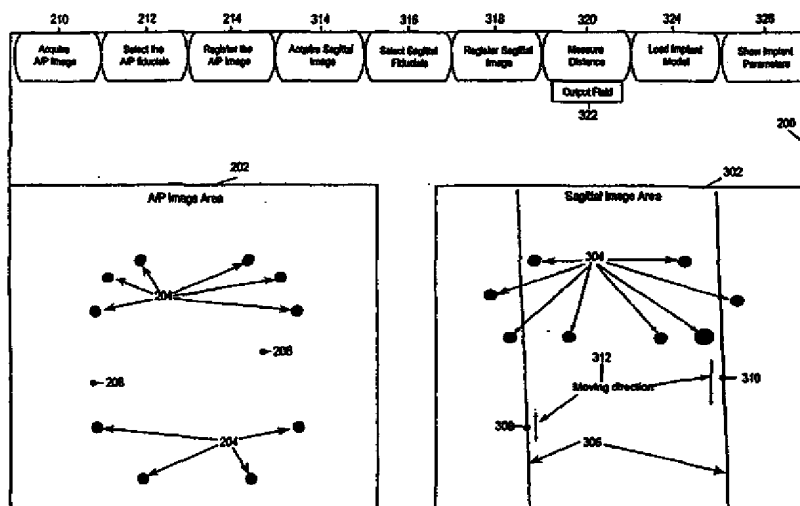 210 212 214 314 316 318 320 324 326
Acquire A/P Image
Select the A/P fiducials
Register the A/P Image
Acquire Sagittal Image
Select Sagittal Fiducials
Register Sagittal Image
Measure Distance
Load Implant Model
Show Implant Parameters
Output Field
322
200
202
302
A/P Image Area
Sagittal Image Area
204
304
206
208
312
Moving direction
310
308
204
306